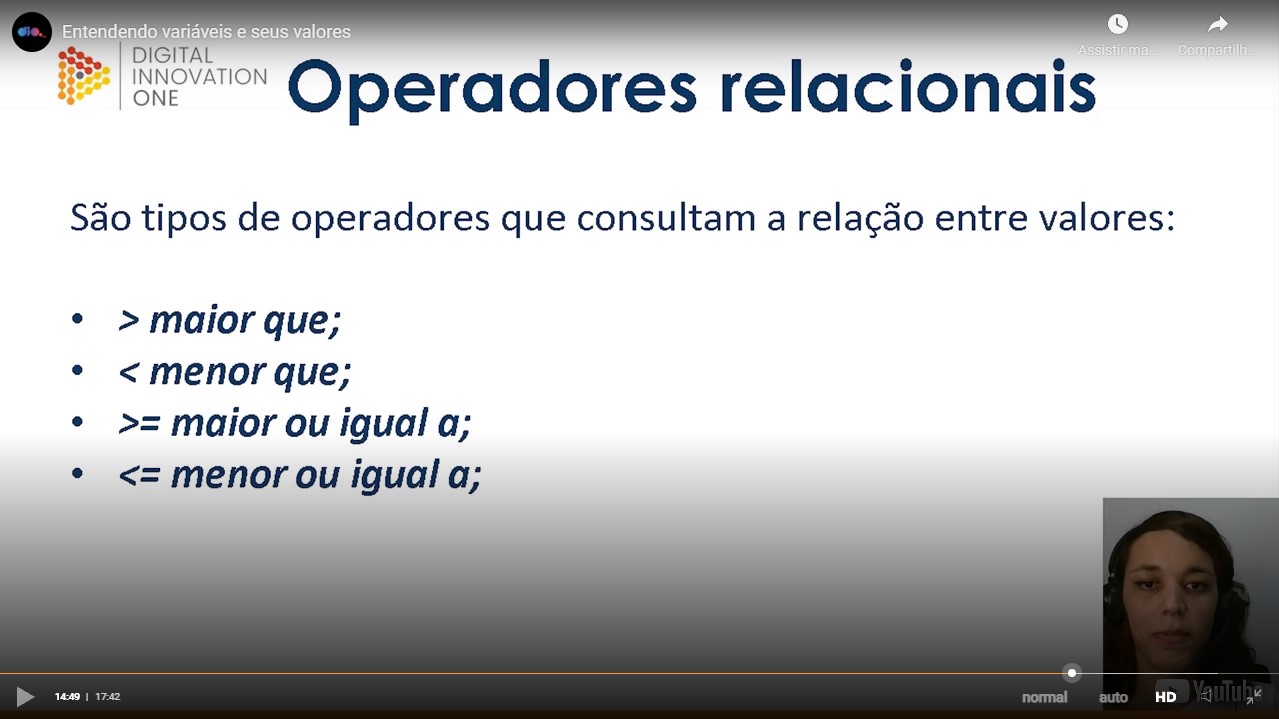 Entendendo variáveis e seus valores
Assistir ma...
Compartilh...
DIGITAL
INNOVATION
ONE
Operadores relacionais
São tipos de operadores que consultam a relação entre valores:
• > maior que;
• < menor que;
• >= maior ou igual a;
• <= menor ou igual a;
14:49 | 17:42
normal auto HD YouTube